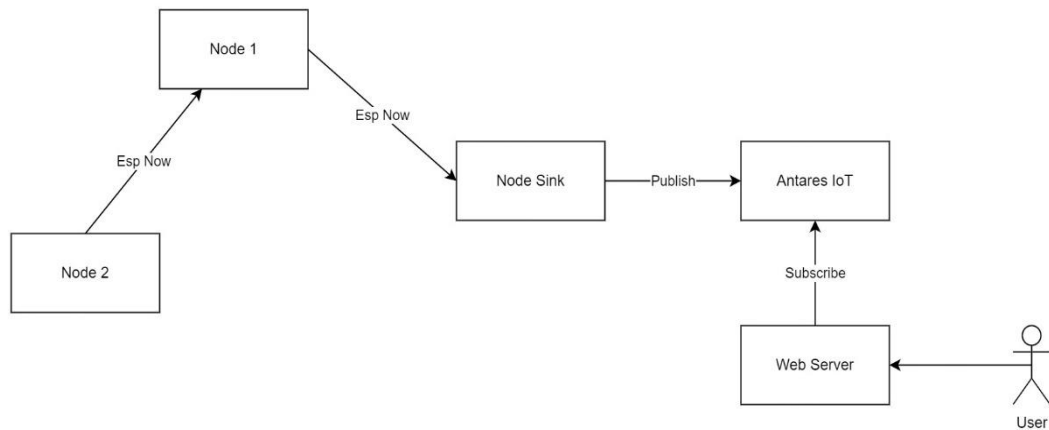 Node 1
Esp Now
Esp Now
Node Sink
Publish
Antares IoT
Node 2
Subscribe
Web Server
User